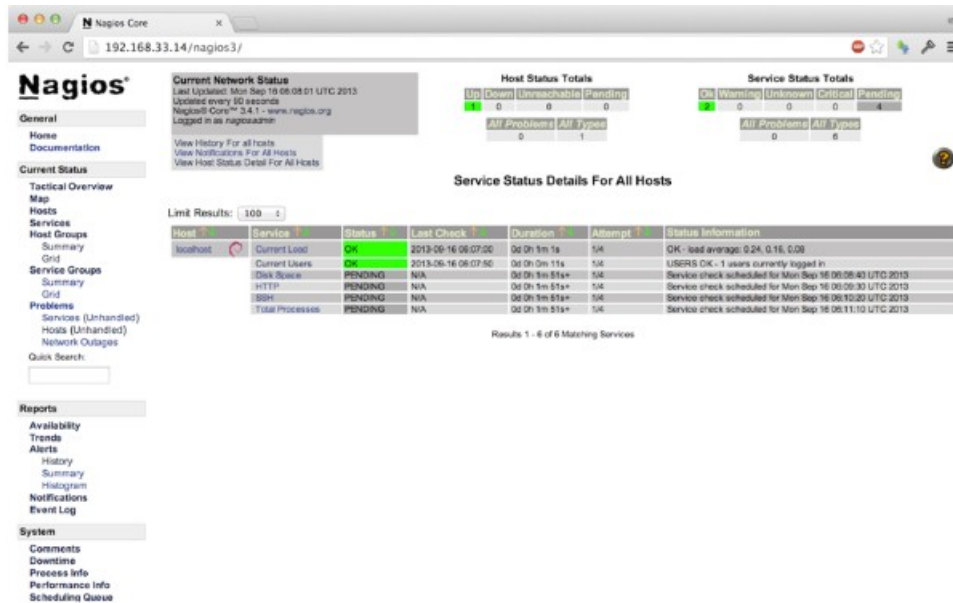 Nagios Core
192.168.33.14/nagios3/
Nagios®
General
Home
Documentation
Current Status
Tactical Overview
Map
Hosts
Services
Host Groups
Summary
Grid
Service Groups
Summary
Grid
Problems
Services (Unhandled)
Hosts (Unhandled)
Network Outages
Quick Search:
Reports
Availability
Trends
Alerts
History
Summary
Histogram
Notifications
Event Log
System
Comments
Downtime
Process Info
Performance Info
Scheduling Queue
Current Network Status
Last Updated: Mon Sep 16 06:08:01 UTC 2013
Updated every 90 seconds
Nagios® Core™ 3.4.1 - www.nagios.org
Logged in as nagiosadmin
View History For all hosts
View Notifications For All Hosts
View Host Status Detail For All Hosts
Host Status Totals
Up Down Unreachable Pending
1 0 0 0
All Problems All Types
0 1
Service Status Totals
Ok Warning Unknown Critical Pending
2 0 0 0 4
All Problems All Types
0 6
?
Service Status Details For All Hosts
Limit Results: 100
Host Service Status Last Check Duration Attempt Status Information
localhost Current Load OK 2013-09-16 06:07:00 0d 0h 1m 1s 1/4 OK - load average: 0.24, 0.16, 0.08
Current Users OK 2013-09-16 06:07:50 0d 0h 0m 11s 1/4 USERS OK - 1 users currently logged in
Disk Space PENDING N/A 0d 0h 1m 51s+ 1/4 Service check scheduled for Mon Sep 16 06:08:40 UTC 2013
HTTP PENDING N/A 0d 0h 1m 51s+ 1/4 Service check scheduled for Mon Sep 16 06:09:30 UTC 2013
SSH PENDING N/A 0d 0h 1m 51s+ 1/4 Service check scheduled for Mon Sep 16 06:10:20 UTC 2013
Total Processes PENDING N/A 0d 0h 1m 51s+ 1/4 Service check scheduled for Mon Sep 16 06:11:10 UTC 2013
Results 1 - 6 of 6 Matching Services